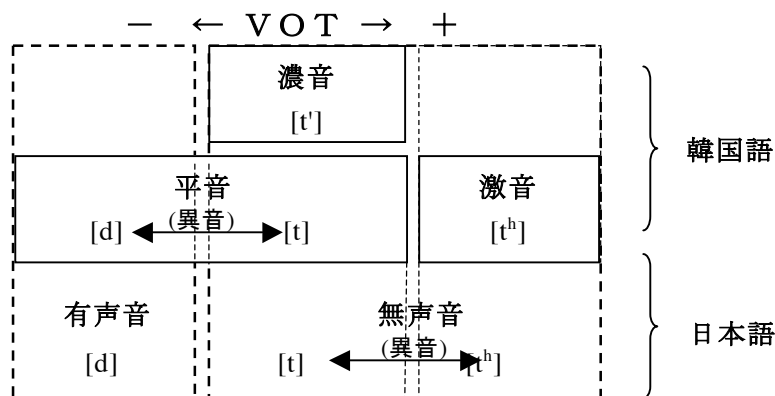 − ← VOT → +
濃音
[t']
韓国語
平音 激音
(異音)
[d] [t] [tʰ]
有声音 無声音
日本語
(異音)
[d] [t] [tʰ]